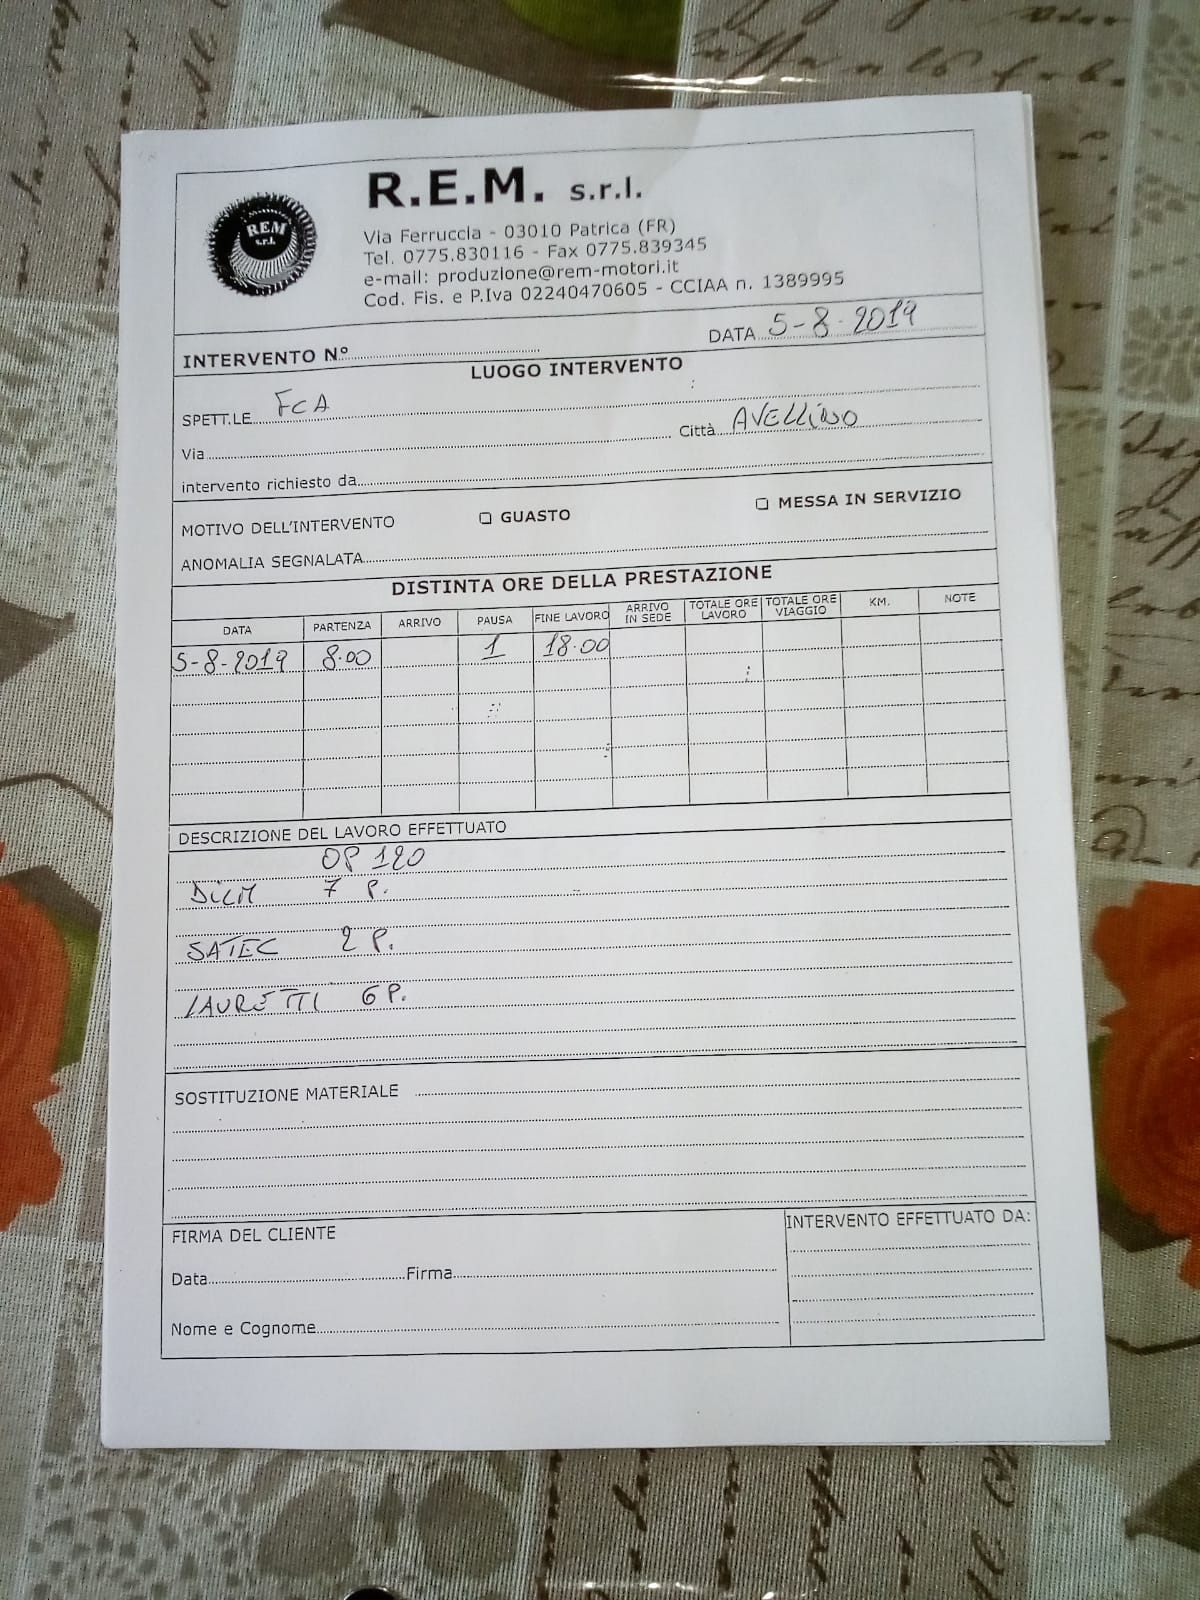 R.E.M. s.r.l.
REM
s.r.l.
Via Ferruccia - 03010 Patrica (FR)
Tel. 0775.830116 - Fax 0775.839345
e-mail: produzione@rem-motori.it
Cod. Fis. e P.Iva 02240470605 - CCIAA n. 1389995
INTERVENTO N° DATA 5-8-2019
LUOGO INTERVENTO
SPETT.LE FCA
Via Città AVELLINO
intervento richiesto da
MOTIVO DELL'INTERVENTO GUASTO MESSA IN SERVIZIO
ANOMALIA SEGNALATA
DISTINTA ORE DELLA PRESTAZIONE
DATA PARTENZA ARRIVO PAUSA FINE LAVORO ARRIVO IN SEDE TOTALE ORE LAVORO TOTALE ORE VIAGGIO KM. NOTE
5-8-2019 8.00 1 18.00
DESCRIZIONE DEL LAVORO EFFETTUATO
OP 120
7 P.
SATEC 2 P.
LAURETTI 6 P.
SOSTITUZIONE MATERIALE
FIRMA DEL CLIENTE
INTERVENTO EFFETTUATO DA:
Data Firma
Nome e Cognome